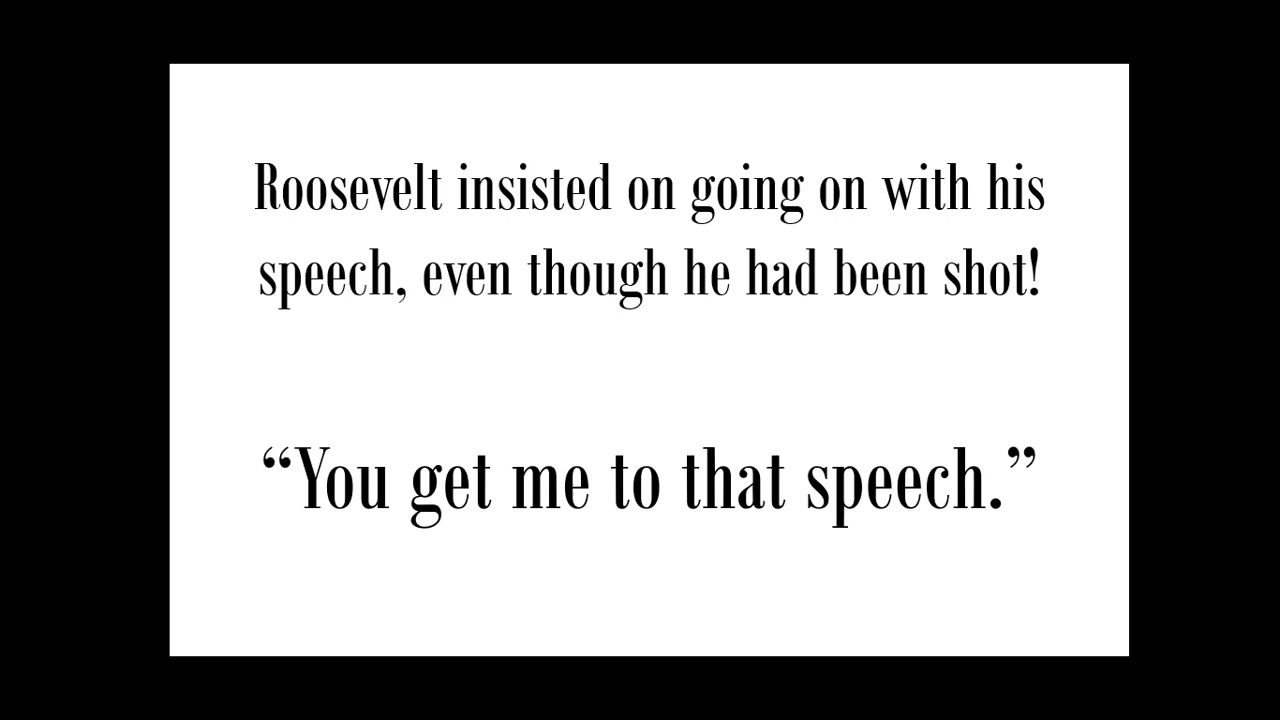 Roosevelt insisted on going on with his
speech, even though he had been shot!
“You get me to that speech.”